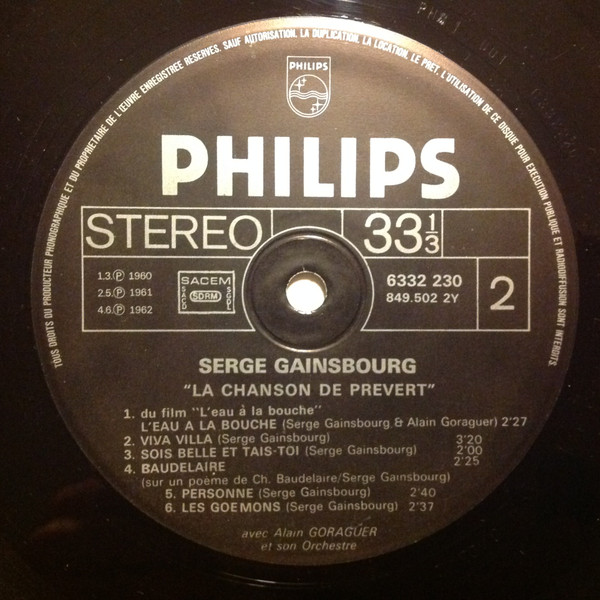 TOUS DROITS DU PRODUCTEUR PHONOGRAPHIQUE ET DU PROPRIETAIRE DE L'ŒUVRE ENREGISTREE RESERVES. SAUF AUTORISATION, LA DUPLICATION, LA LOCATION, LE PRET, L'UTILISATION DE CE DISQUE POUR EXECUTION PUBLIQUE ET RADIODIFFUSION SONT INTERDITS
PHILIPS
PHILIPS
STEREO 33 1/3
1.3.Ⓟ 1960
2.5.Ⓟ 1961
4.6.Ⓟ 1962
SACEM
SACD SDRM SGDL
6332 230
849.502 2Y
2
SERGE GAINSBOURG
"LA CHANSON DE PREVERT"
1. du film "L'eau à la bouche"
L'EAU A LA BOUCHE (Serge Gainsbourg & Alain Goraguer) 2'27
2. VIVA VILLA (Serge Gainsbourg) 3'20
3. SOIS BELLE ET TAIS-TOI (Serge Gainsbourg) 2'00
4. BAUDELAIRE 2'25
(sur un poème de Ch. Baudelaire/Serge Gainsbourg)
5. PERSONNE (Serge Gainsbourg) 2'40
6. LES GOEMONS (Serge Gainsbourg) 2'37
avec Alain GORAGUER
et son Orchestre